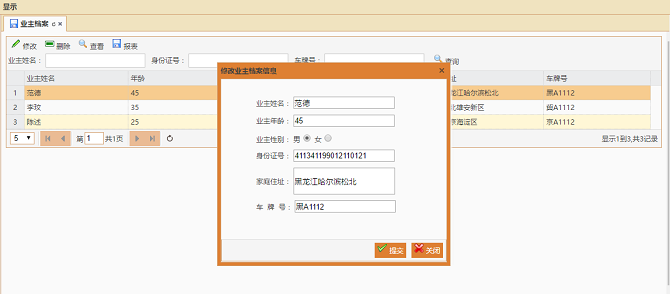 显示
业主档案
修改 删除 查看 报表
业主姓名： 身份证号： 车牌号： 查询
业主姓名 年龄 址 车牌号
1 范德 45 龙江哈尔滨松北 黑A1112
2 李玟 35 北雄安新区 A1112
3 陈述 25 京海淀区 京A1112
5 第 1 共1页 显示1到3,共3记录
修改业主档案信息
业主姓名： 范德
业主年龄： 45
业主性别： 男 女
身份证号： 411341199012110121
家庭住址： 黑龙江哈尔滨松北
车 牌 号： 黑A1112
提交 关闭